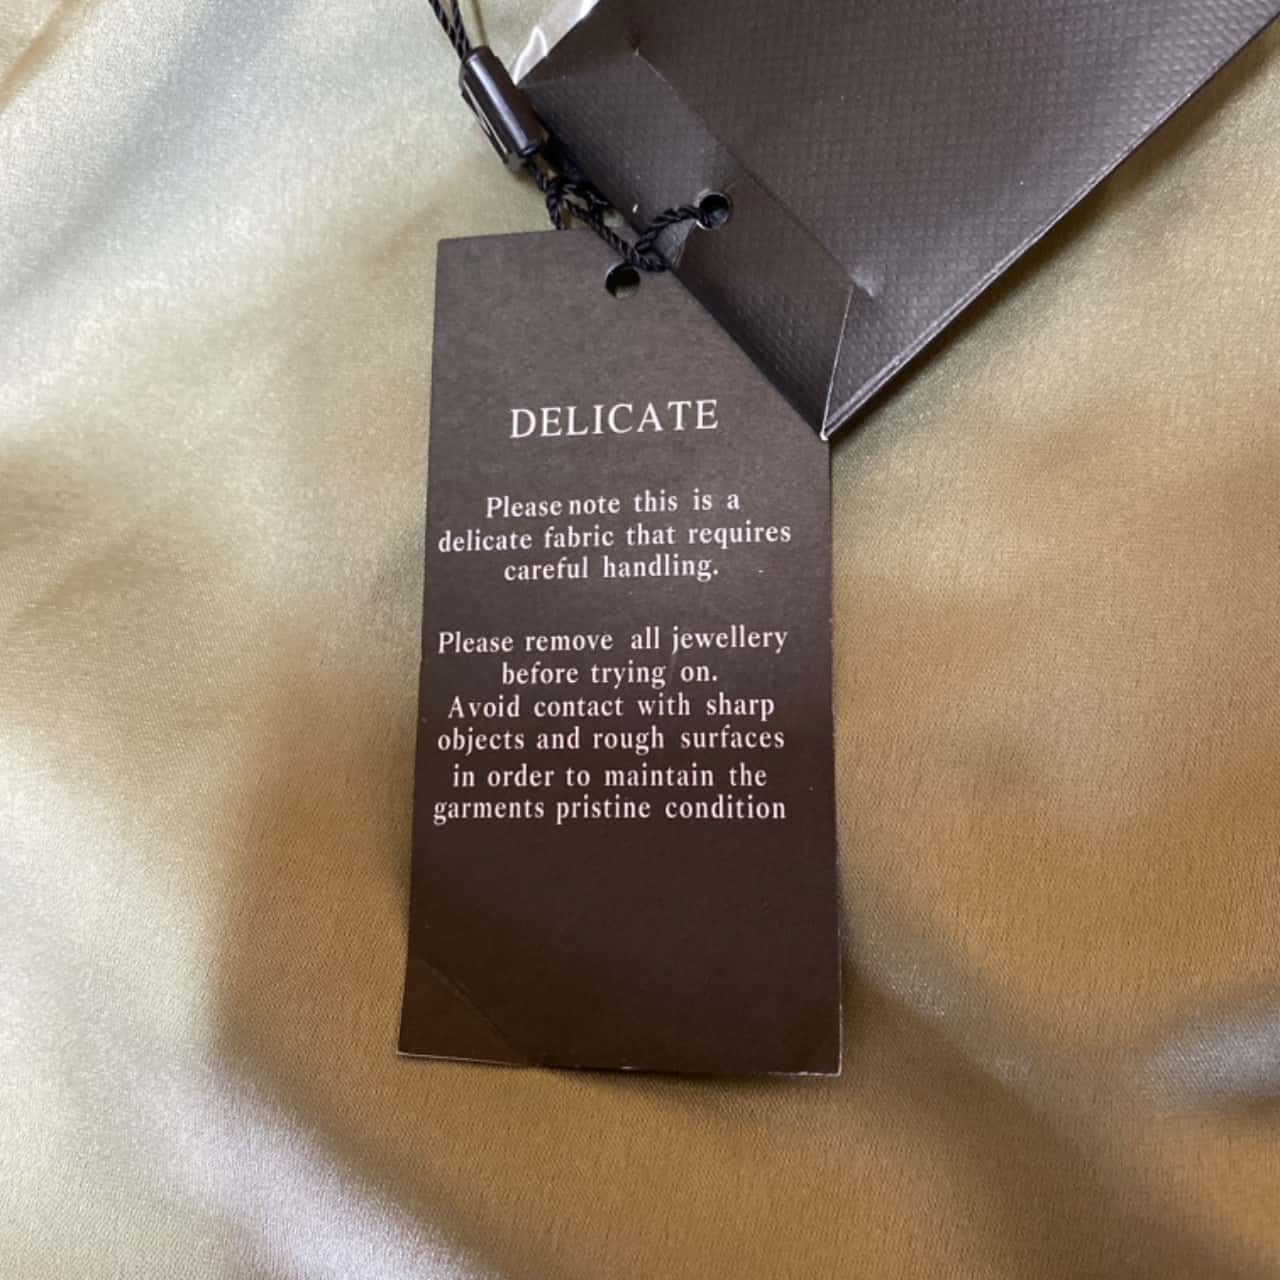 DELICATE
Please note this is a
delicate fabric that requires
careful handling.
Please remove all jewellery
before trying on.
Avoid contact with sharp
objects and rough surfaces
in order to maintain the
garments pristine condition